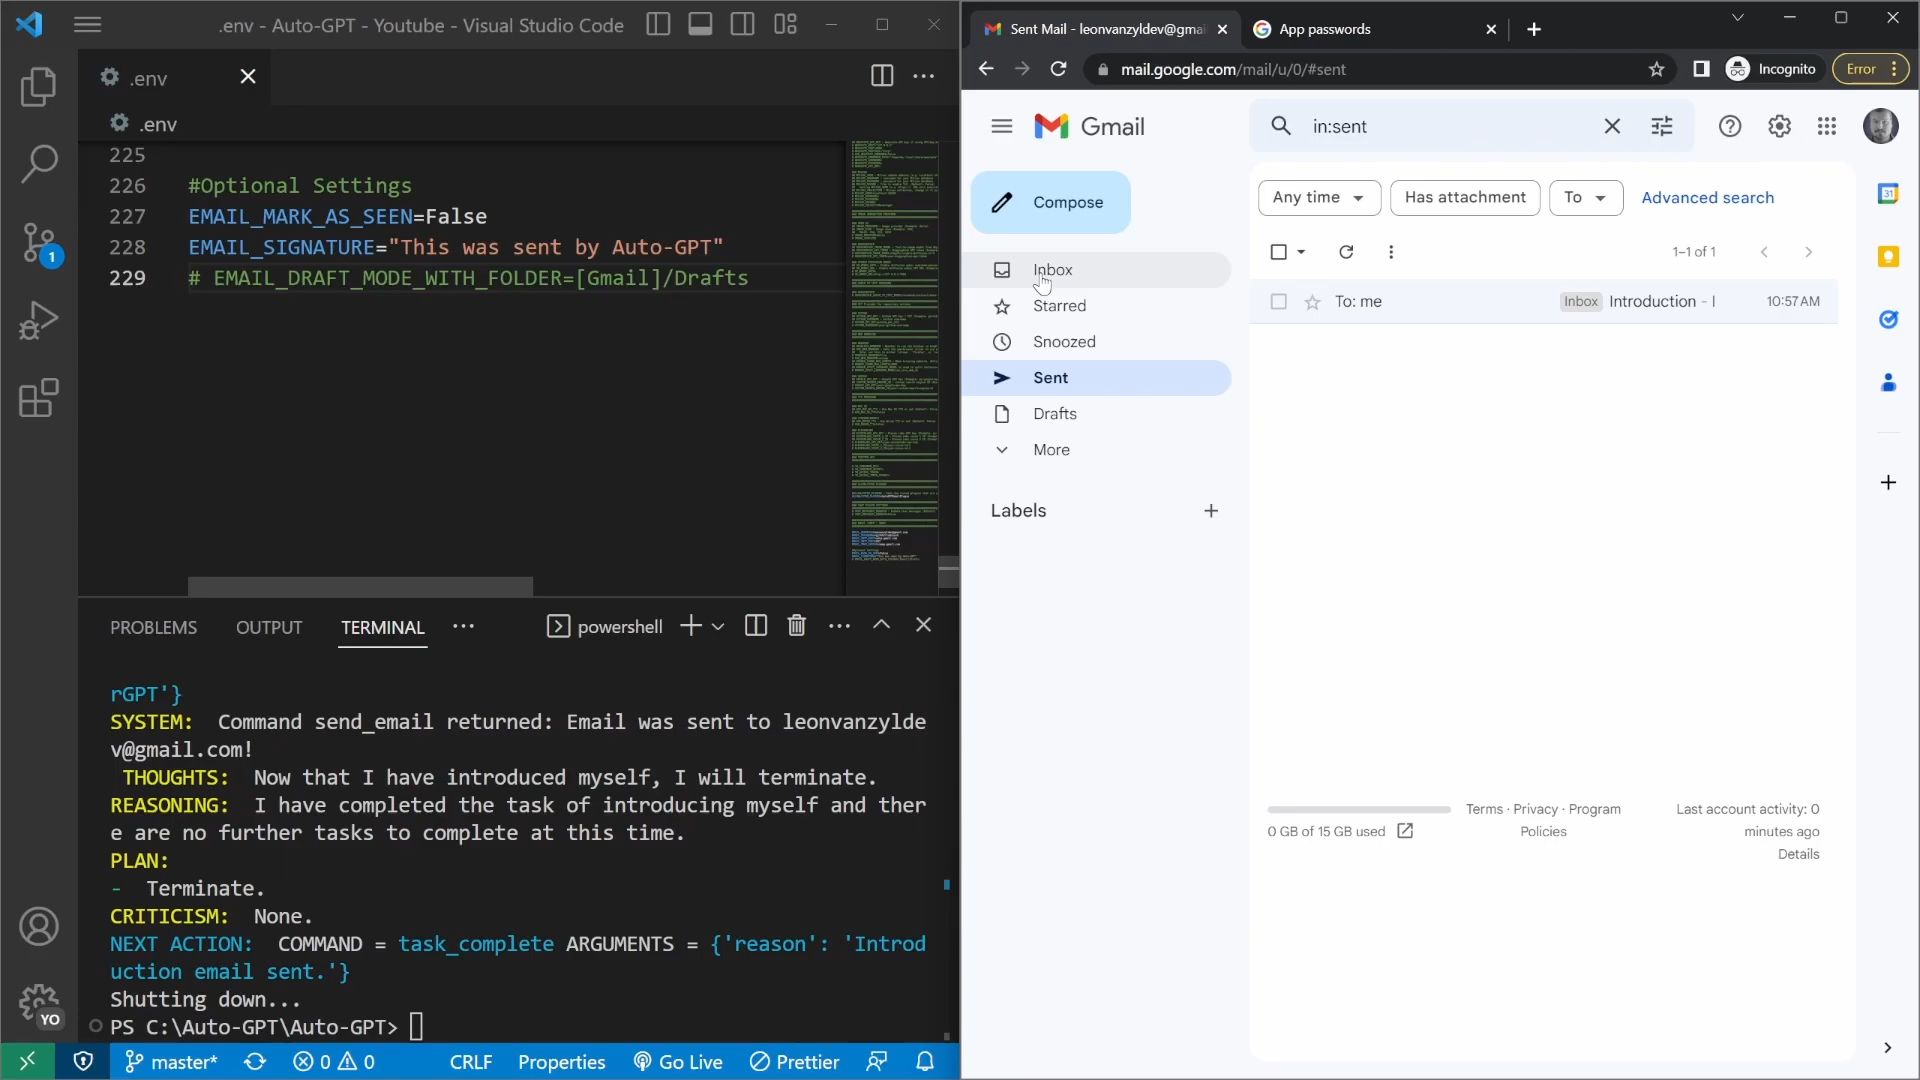 .env - Auto-GPT - Youtube - Visual Studio Code
.env
.env
225
226 #Optional Settings
227 EMAIL_MARK_AS_SEEN=False
228 EMAIL_SIGNATURE="This was sent by Auto-GPT"
229 # EMAIL_DRAFT_MODE_WITH_FOLDER=[Gmail]/Drafts
1
PROBLEMS OUTPUT TERMINAL powershell
rGPT'}
SYSTEM: Command send_email returned: Email was sent to leonvanzylde
v@gmail.com!
THOUGHTS: Now that I have introduced myself, I will terminate.
REASONING: I have completed the task of introducing myself and ther
e are no further tasks to complete at this time.
PLAN:
- Terminate.
CRITICISM: None.
NEXT ACTION: COMMAND = task_complete ARGUMENTS = {'reason': 'Introd
uction email sent.'}
Shutting down...
PS C:\Auto-GPT\Auto-GPT>
YO
master* 0 0 CRLF Properties Go Live Prettier
Sent Mail - leonvanzyldev@gmai
App passwords
mail.google.com/mail/u/0/#sent
Incognito
Error
Gmail
in:sent
Compose
Inbox
Starred
Snoozed
Sent
Drafts
More
Labels
Any time
Has attachment
To
Advanced search
1–1 of 1
To: me Inbox Introduction - I 10:57 AM
0 GB of 15 GB used
Terms · Privacy · Program
Policies
Last account activity: 0
minutes ago
Details
31